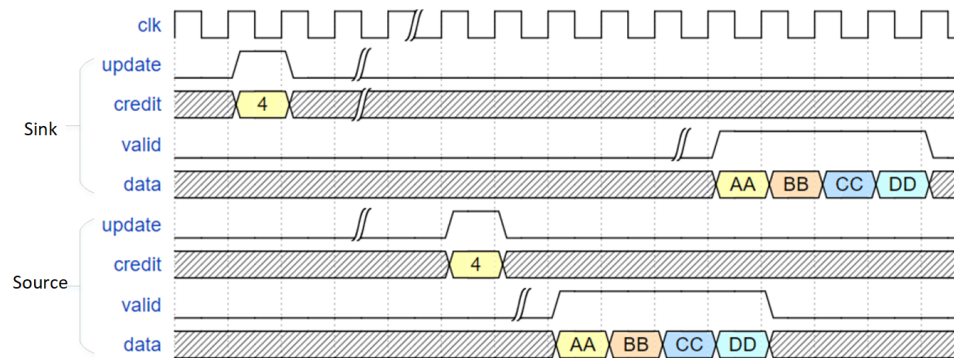 clk
update
credit 4
Sink
valid
data AA BB CC DD
update
credit 4
Source
valid
data AA BB CC DD